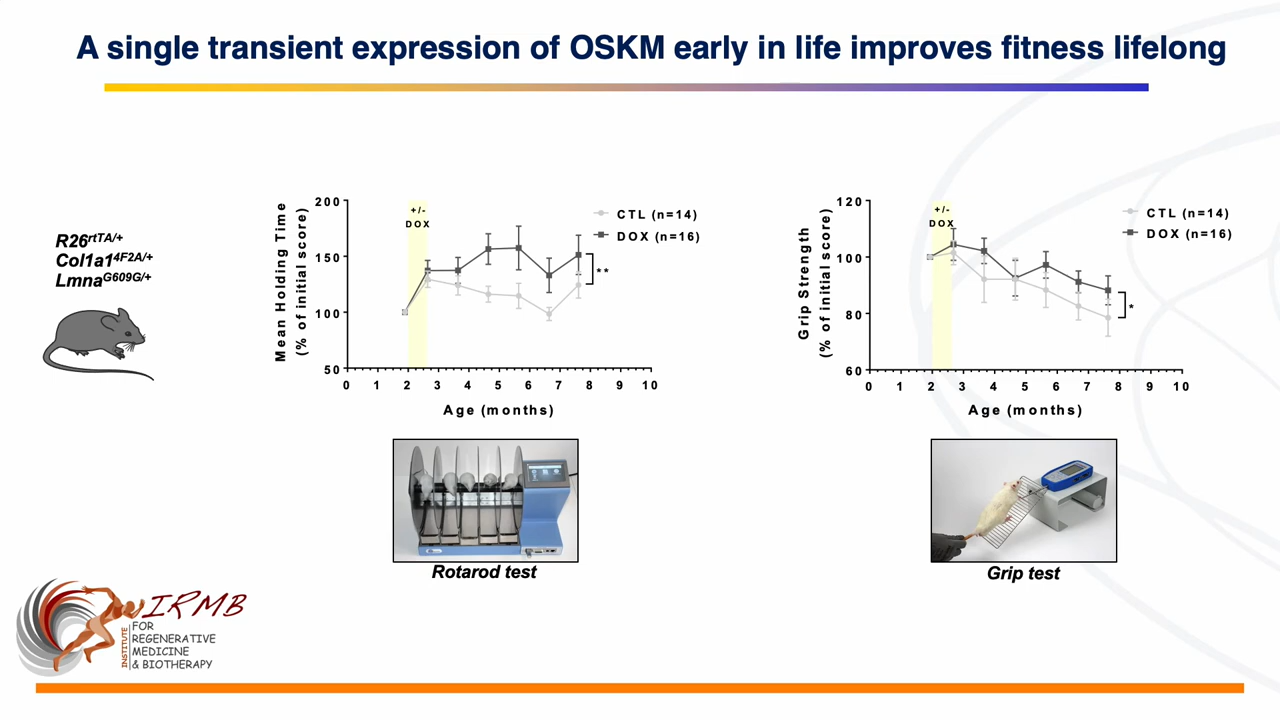 A single transient expression of OSKM early in life improves fitness lifelong
R26rtTA/+
Col1a14F2A/+
LmnaG609G/+
Mean Holding Time
(% of initial score)
200
150
100
50
+/-
DOX
CTL (n=14)
DOX (n=16)
**
0 1 2 3 4 5 6 7 8 9 10
Age (months)
Rotarod test
Grip Strength
(% of initial score)
120
100
80
60
+/-
DOX
CTL (n=14)
DOX (n=16)
*
0 1 2 3 4 5 6 7 8 9 10
Age (months)
Grip test
IRMB
INSTITUTE
FOR
REGENERATIVE
MEDICINE
& BIOTHERAPY